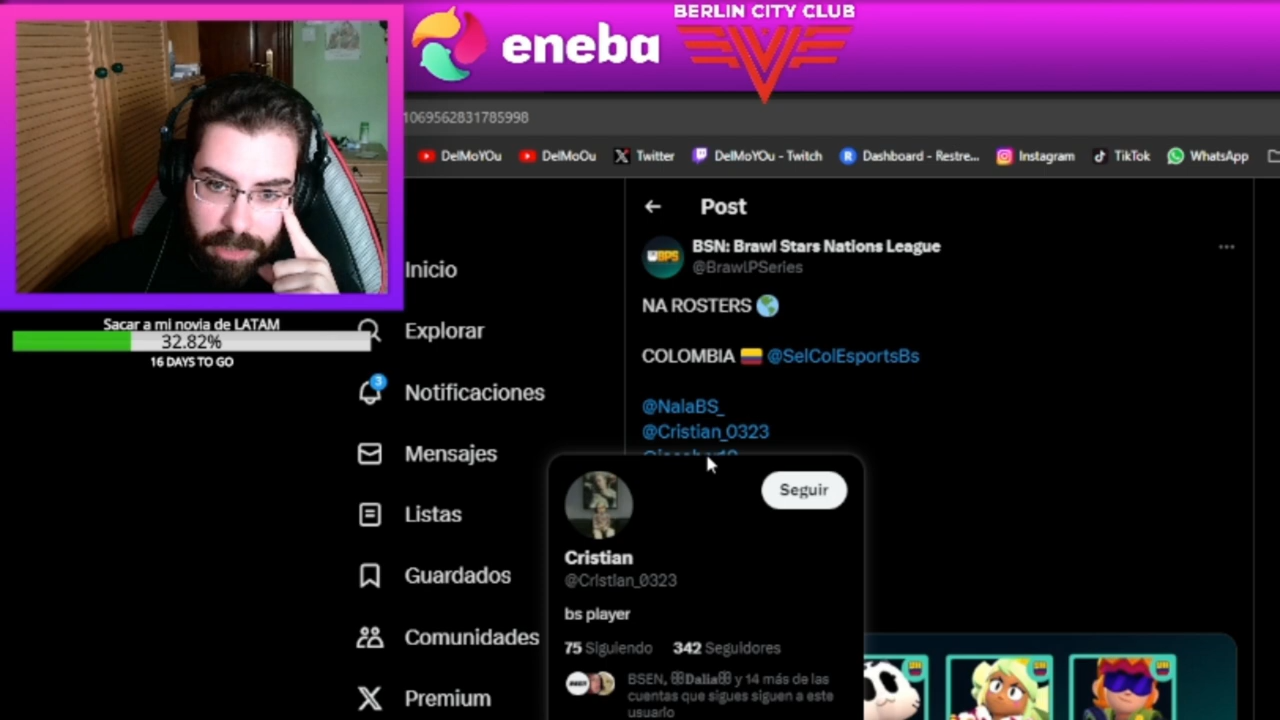 BERLIN CITY CLUB
eneba
1069562831785998
DelMoYOu
DelMoOu
Twitter
DelMoYOu - Twitch
Dashboard - Restre...
Instagram
TikTok
WhatsApp
Sacar a mi novia de LATAM
32.82%
16 DAYS TO GO
Inicio
Explorar
3
Notificaciones
Mensajes
Listas
Guardados
Comunidades
Premium
Post
BSN: Brawl Stars Nations League
@BrawlPSeries
NA ROSTERS
COLOMBIA @SelColEsportsBs
@NalaBS_
@Cristian_0323
Seguir
Cristian
@Cristian_0323
bs player
75 Siguiendo 342 Seguidores
BSEN, Dalia y 14 más de las
cuentas que sigues siguen a este
usuario